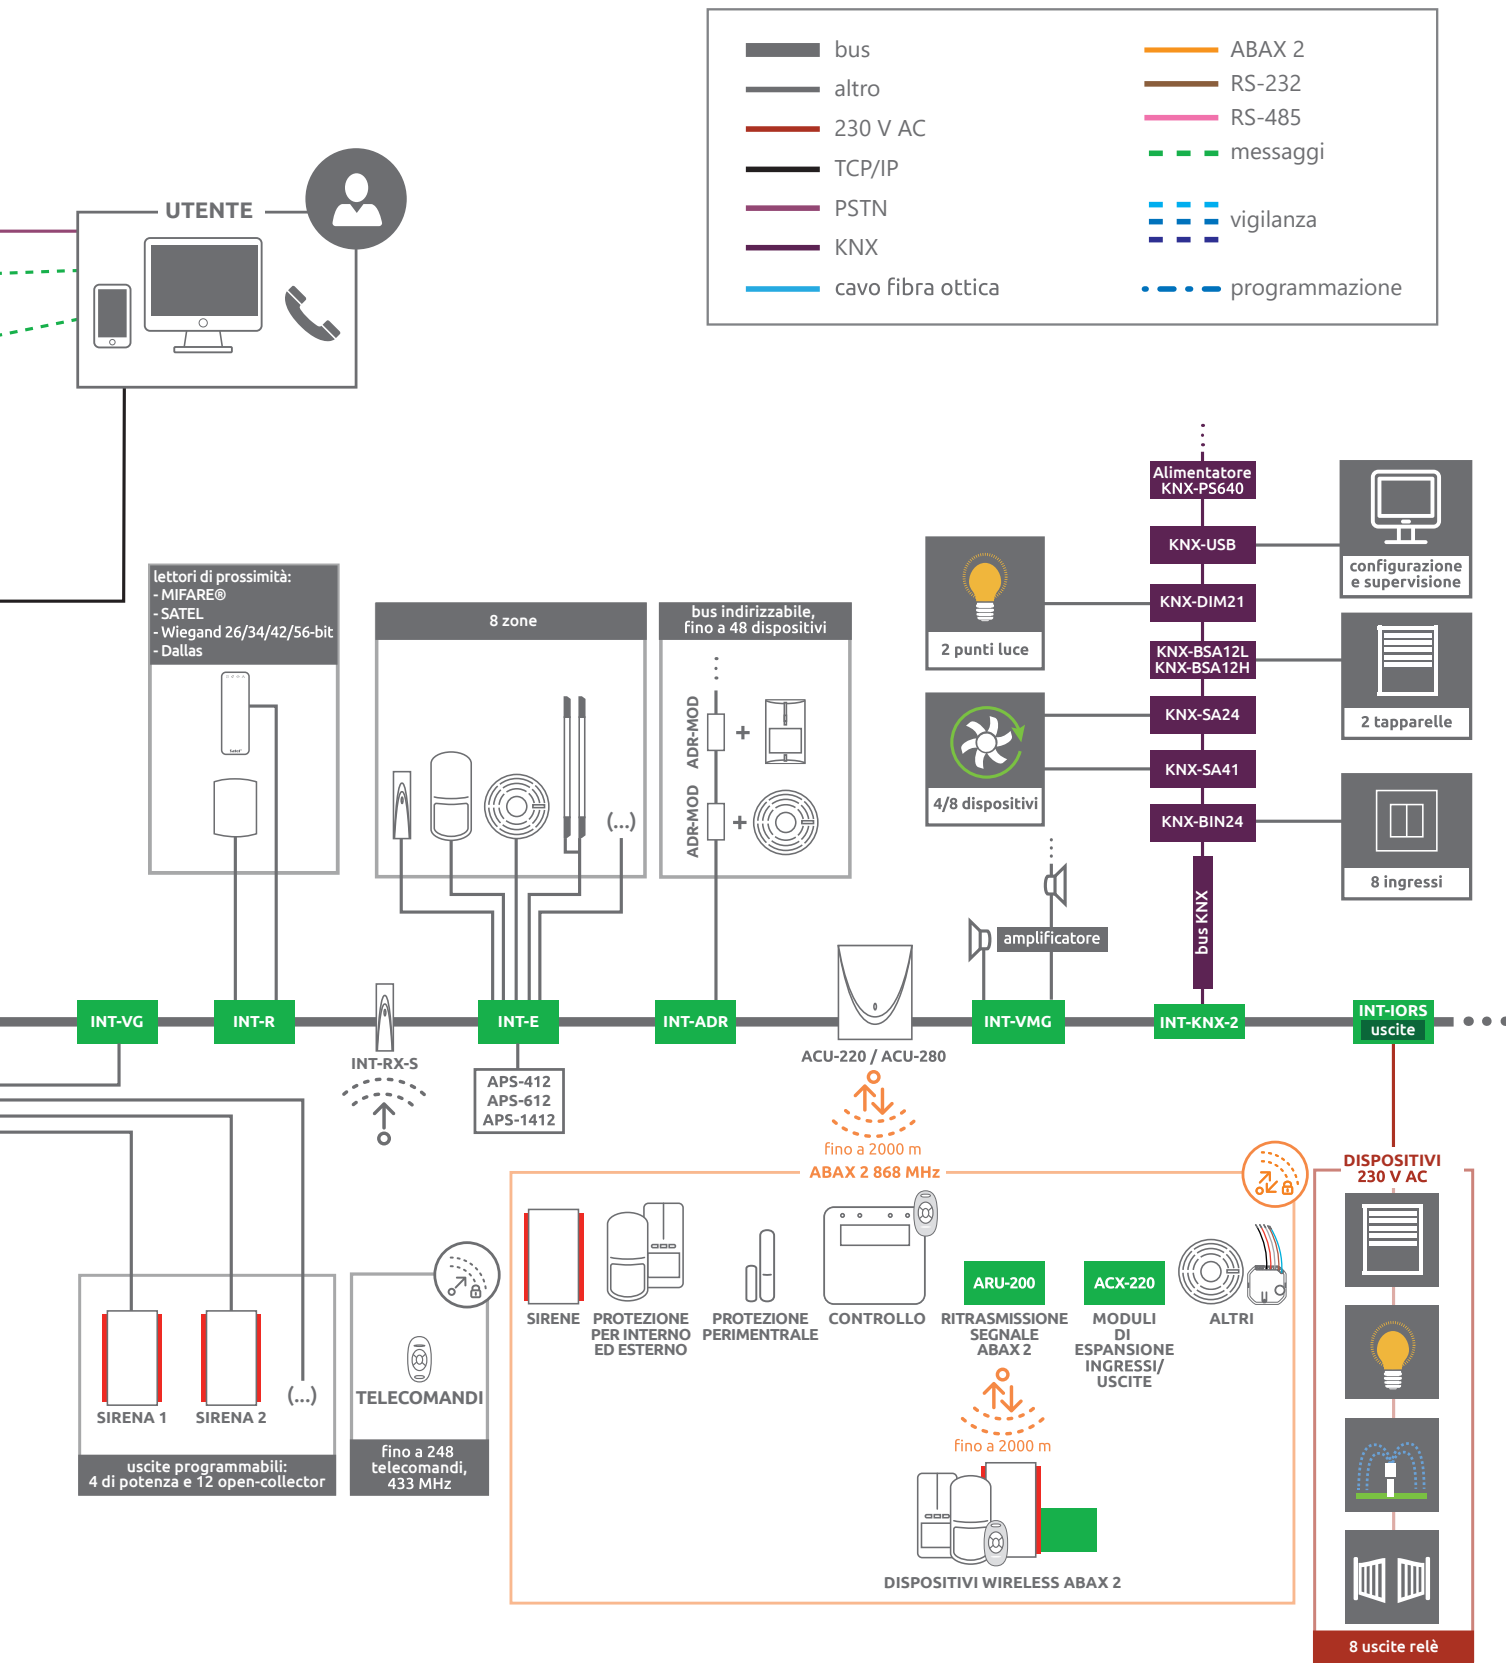 bus
altro
230 V AC
TCP/IP
PSTN
KNX
cavo fibra ottica
ABAX 2
RS-232
RS-485
messaggi
vigilanza
programmazione
UTENTE
Alimentatore
KNX-PS640
KNX-USB
KNX-DIM21
KNX-BSA12L
KNX-BSA12H
KNX-SA24
KNX-SA41
KNX-BIN24
bus KNX
configurazione
e supervisione
2 tapparelle
8 ingressi
2 punti luce
4/8 dispositivi
lettori di prossimità:
- MIFARE®
- SATEL
- Wiegand 26/34/42/56-bit
- Dallas
Satel
8 zone
(...)
bus indirizzabile,
fino a 48 dispositivi
ADR-MOD
+
ADR-MOD
+
amplificatore
INT-VG
INT-R
INT-RX-S
INT-E
INT-ADR
ACU-220 / ACU-280
INT-VMG
INT-KNX-2
INT-IORS
uscite
APS-412
APS-612
APS-1412
fino a 2000 m
ABAX 2 868 MHz
SIRENE
PROTEZIONE
PER INTERNO
ED ESTERNO
PROTEZIONE
PERIMENTRALE
CONTROLLO
ARU-200
RITRASMISSIONE
SEGNALE
ABAX 2
ACX-220
MODULI
DI
ESPANSIONE
INGRESSI/
USCITE
ALTRI
fino a 2000 m
DISPOSITIVI WIRELESS ABAX 2
DISPOSITIVI
230 V AC
8 uscite relè
SIRENA 1
SIRENA 2
(...)
uscite programmabili:
4 di potenza e 12 open-collector
TELECOMANDI
fino a 248
telecomandi,
433 MHz